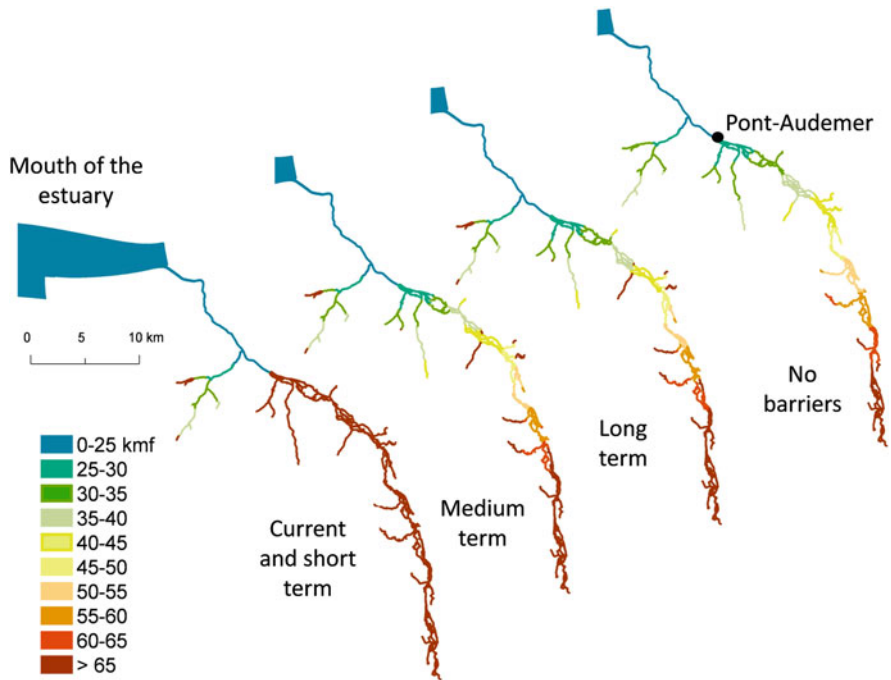 Pont-Audemer
Mouth of the
estuary
0 5 10 km
No
barriers
Long
term
Medium
term
Current
and short
term
0-25 kmf
25-30
30-35
35-40
40-45
45-50
50-55
55-60
60-65
> 65